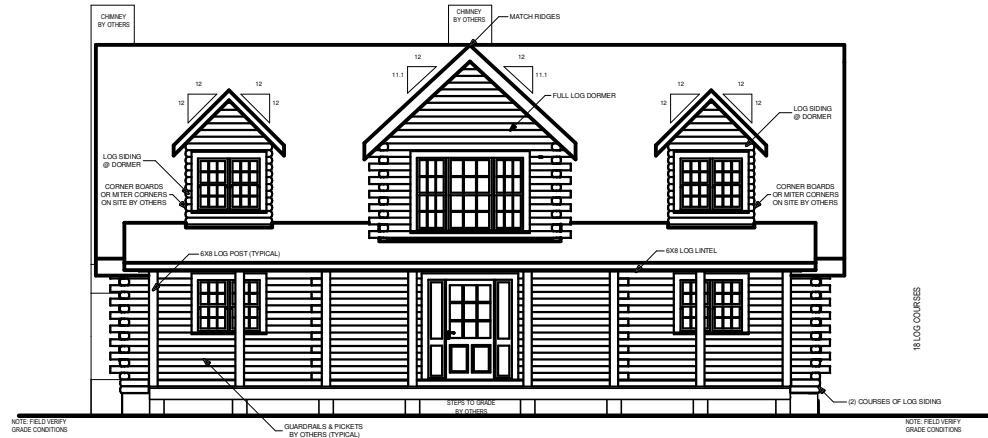 CHIMNEY
BY OTHERS
CHIMNEY
BY OTHERS
MATCH RIDGES
12
12
11.1
11.1
12
12
12
12
12
12
12
12
FULL LOG DORMER
LOG SIDING
@ DORMER
LOG SIDING
@ DORMER
CORNER BOARDS
OR MITER CORNERS
ON SITE BY OTHERS
CORNER BOARDS
OR MITER CORNERS
ON SITE BY OTHERS
6X8 LOG POST (TYPICAL)
6X8 LOG LINTEL
18 LOG COURSES
STEPS TO GRADE
BY OTHERS
(2) COURSES OF LOG SIDING
NOTE: FIELD VERIFY
GRADE CONDITIONS
GUARDRAILS & PICKETS
BY OTHERS (TYPICAL)
NOTE: FIELD VERIFY
GRADE CONDITIONS